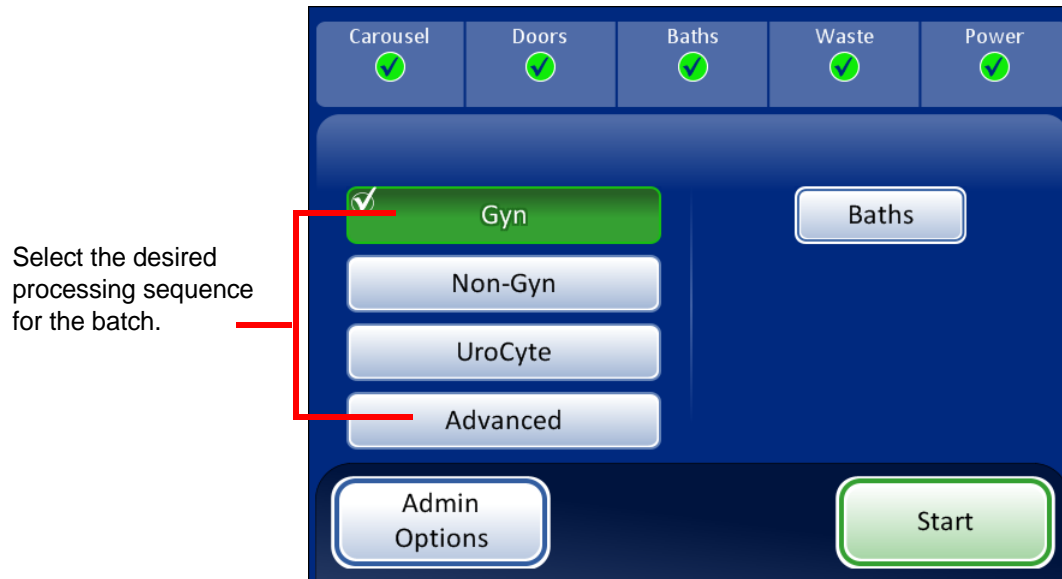 Carousel Doors Baths Waste Power
Gyn
Baths
Non-Gyn
UroCyte
Advanced
Select the desired
processing sequence
for the batch.
Admin
Options
Start